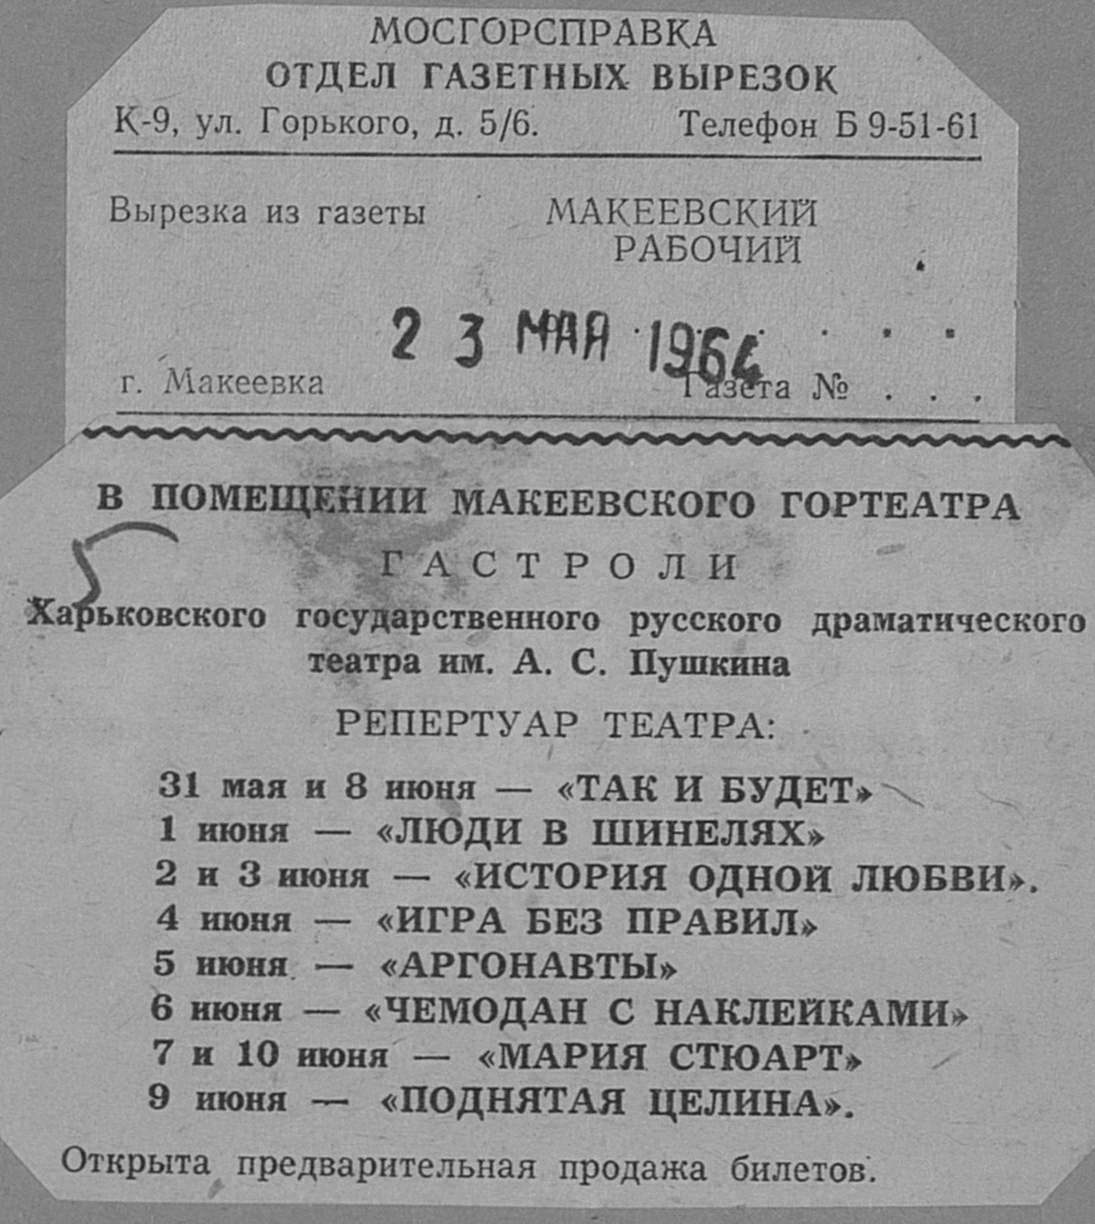 МОСГОРСПРАВКА
ОТДЕЛ ГАЗЕТНЫХ ВЫРЕЗОК
К-9, ул. Горького, д. 5/6. Телефон Б 9-51-61
Вырезка из газеты МАКЕЕВСКИЙ
РАБОЧИЙ
2 3 МАЯ 1964
г. Макеевка Газета № . . .
В ПОМЕЩЕНИИ МАКЕЕВСКОГО ГОРТЕАТРА
ГАСТРОЛИ
Харьковского государственного русского драматического
театра им. А. С. Пушкина
РЕПЕРТУАР ТЕАТРА:
31 мая и 8 июня — «ТАК И БУДЕТ»
1 июня — «ЛЮДИ В ШИНЕЛЯХ»
2 и 3 июня — «ИСТОРИЯ ОДНОЙ ЛЮБВИ».
4 июня — «ИГРА БЕЗ ПРАВИЛ»
5 июня — «АРГОНАВТЫ»
6 июня — «ЧЕМОДАН С НАКЛЕЙКАМИ»
7 и 10 июня — «МАРИЯ СТЮАРТ»
9 июня — «ПОДНЯТАЯ ЦЕЛИНА».
Открыта предварительная продажа билетов.